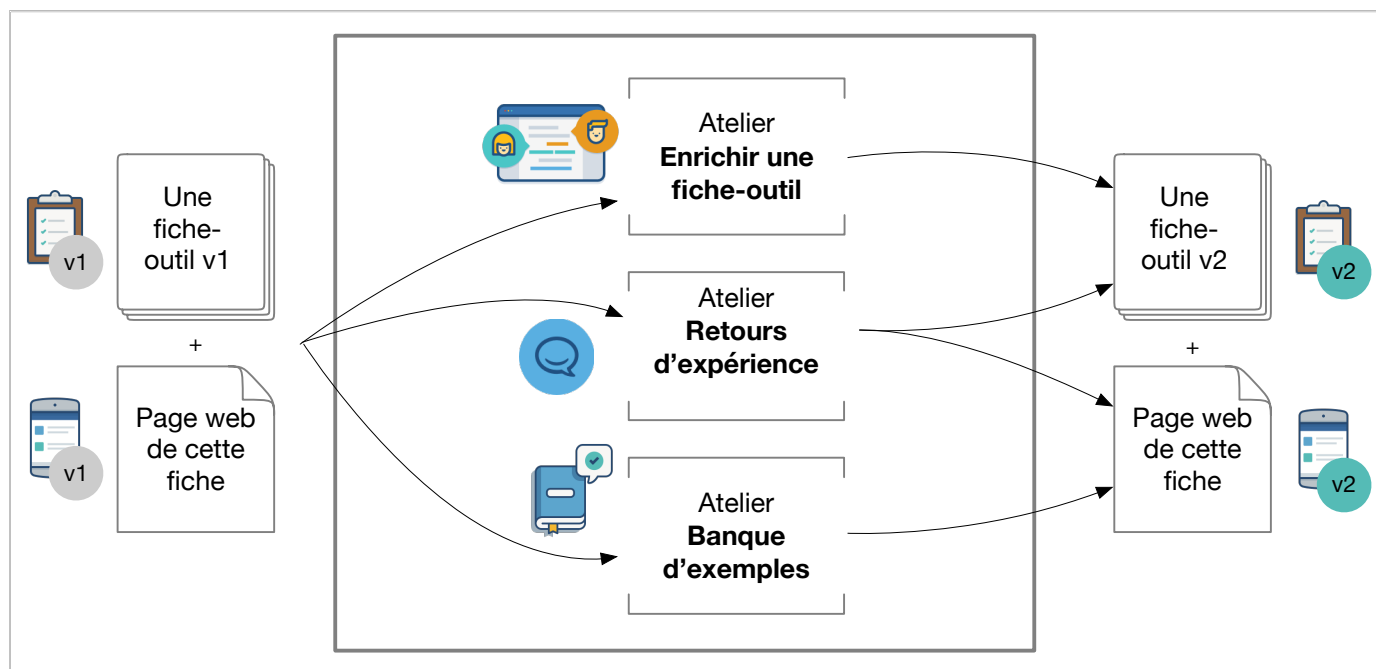 Une
fiche-
outil v1
v1
+
Page web
de cette
fiche
v1
Atelier
Enrichir une
fiche-outil
Atelier
Retours
d’expérience
Atelier
Banque
d’exemples
Une
fiche-
outil v2
v2
+
Page web
de cette
fiche
v2